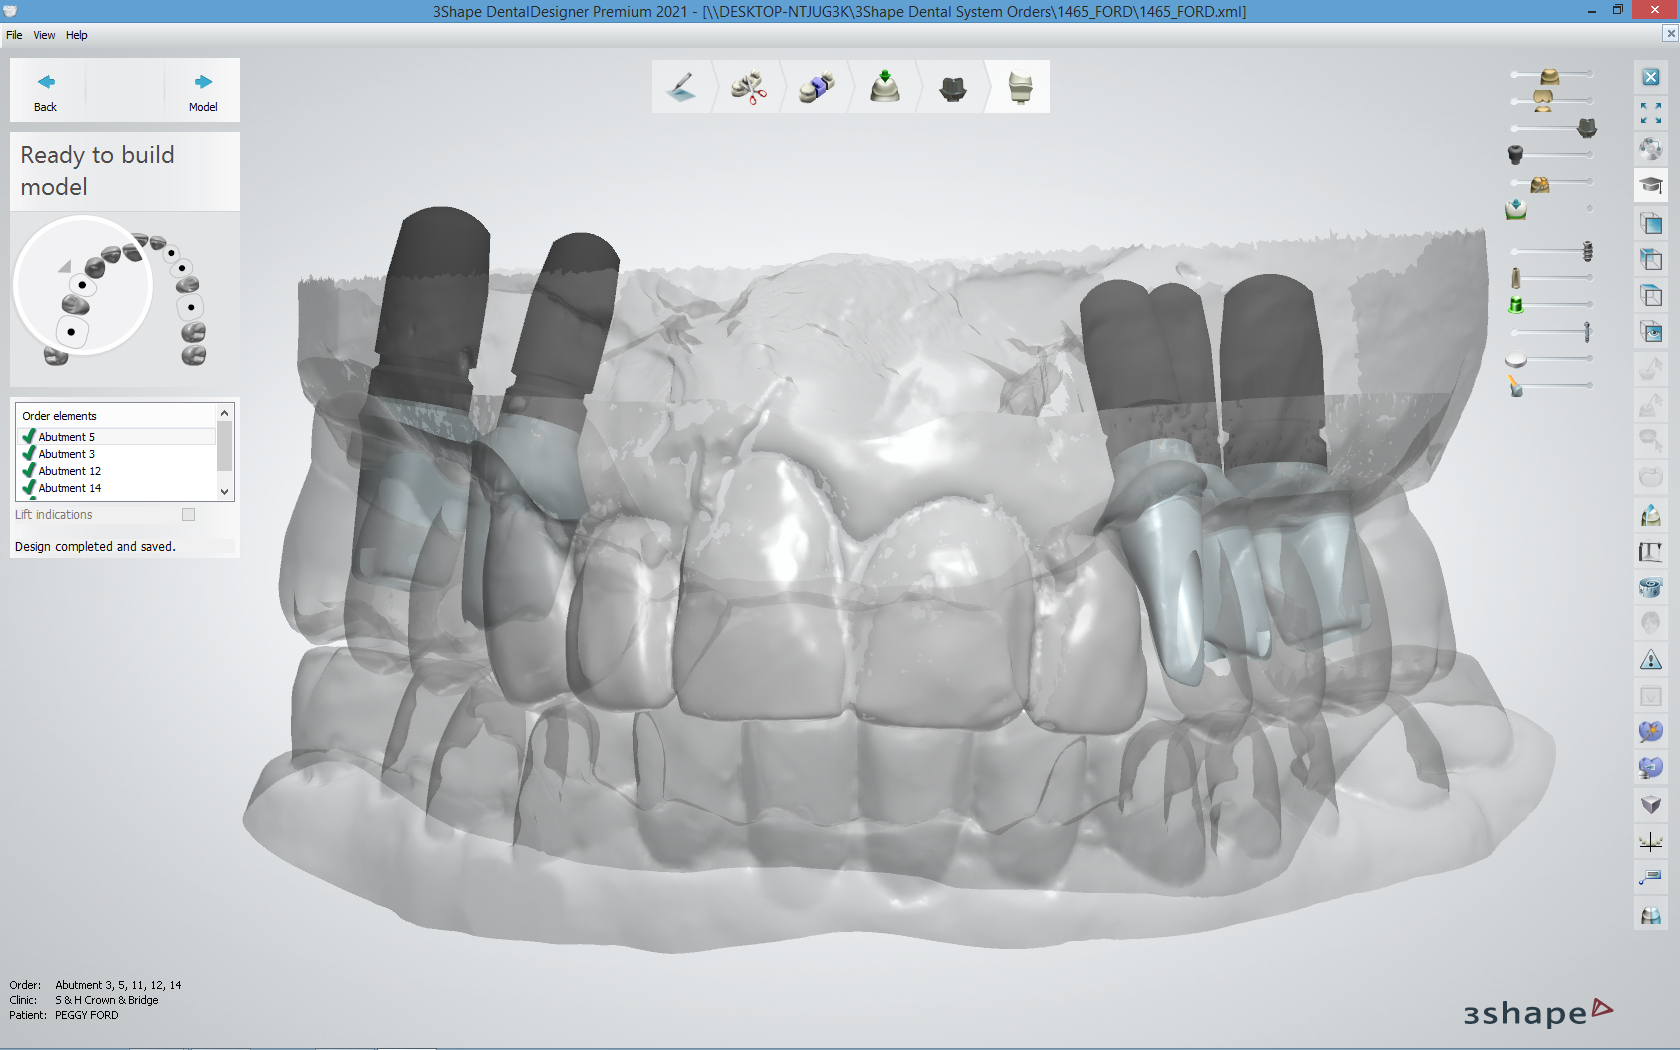 3Shape DentalDesigner Premium 2021 - [\\DESKTOP-NTJUG3K\3Shape Dental System Orders\1465_FORD\1465_FORD.xml]
File View Help
Back Model
Ready to build
model
Order elements
Abutment 5
Abutment 3
Abutment 12
Abutment 14
Lift indications
Design completed and saved.
Order: Abutment 3, 5, 11, 12, 14
Clinic: S & H Crown & Bridge
Patient: PEGGY FORD
3shape